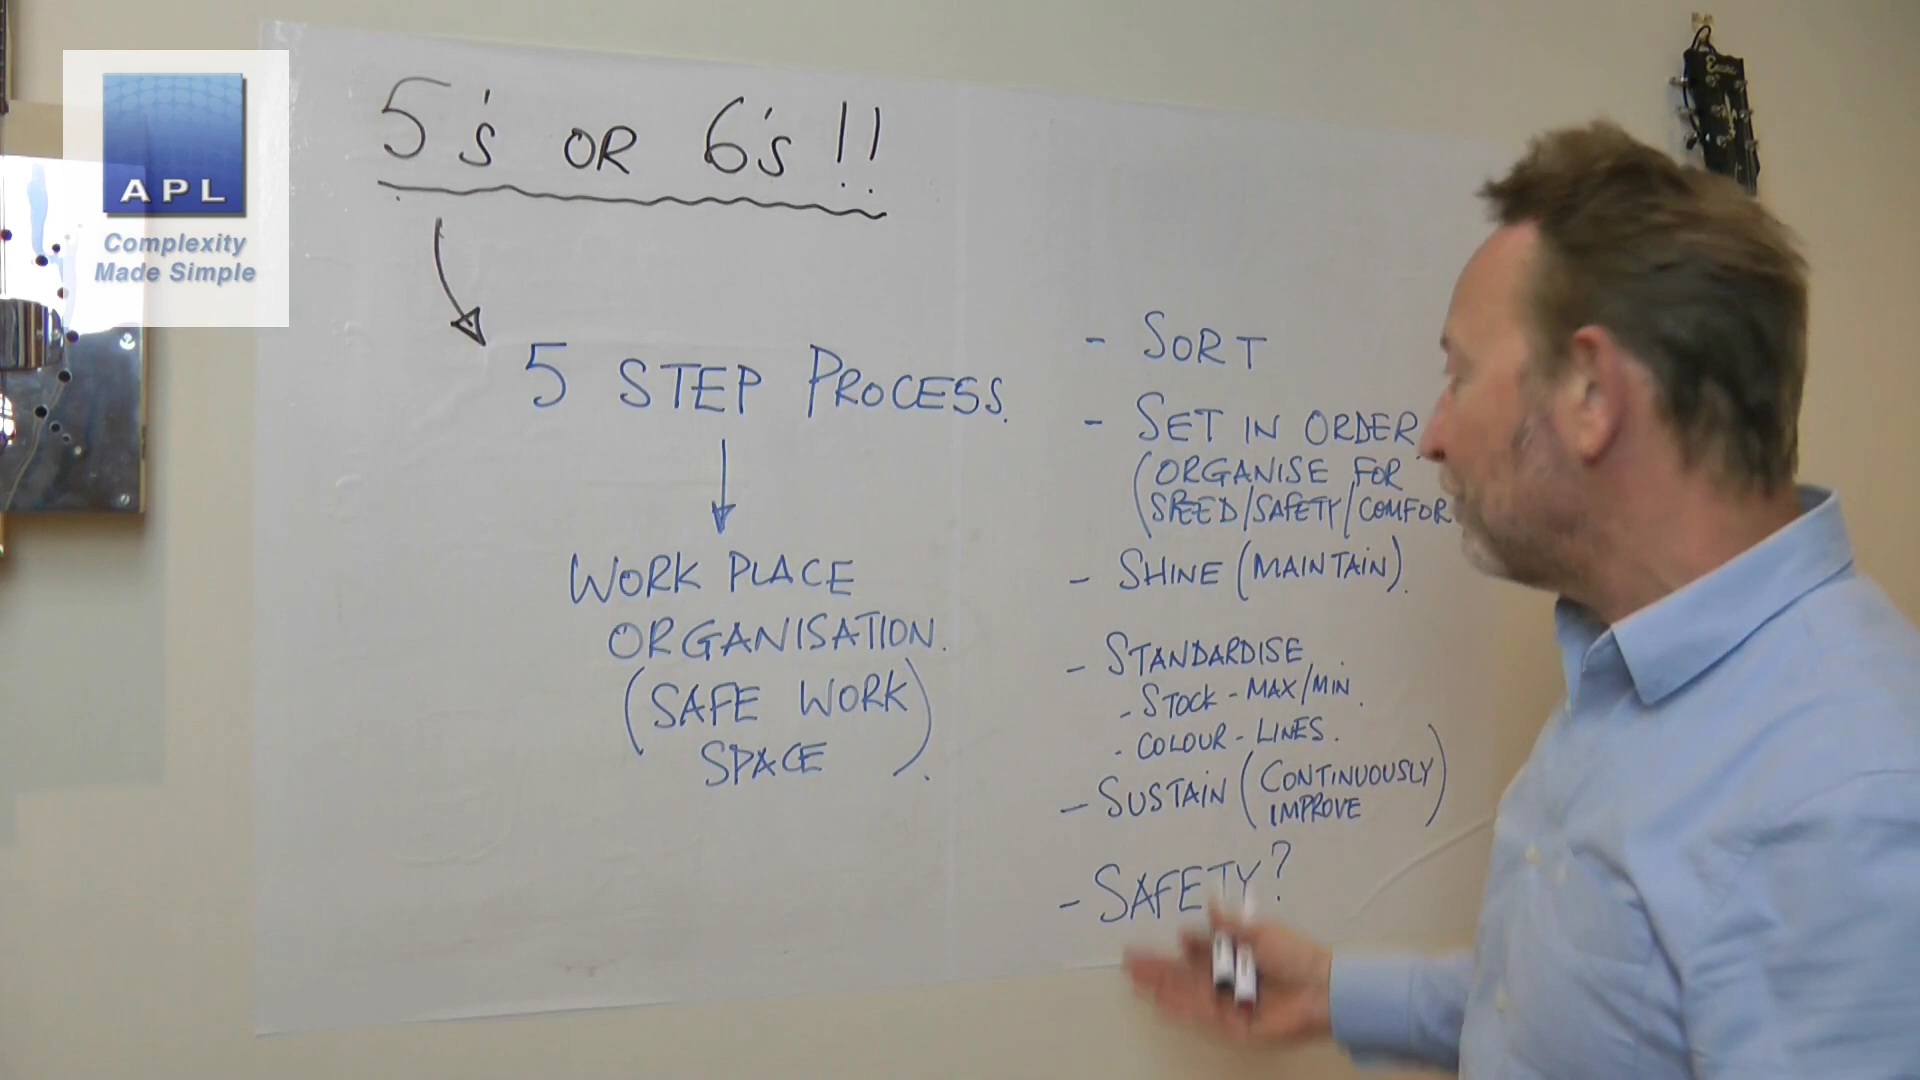 APL
Complexity
Made Simple
5's OR 6's!!
5 STEP PROCESS.
WORK PLACE
ORGANISATION.
(SAFE WORK
SPACE).
- SORT
- SET IN ORDER
(ORGANISE FOR
SPEED/SAFETY/COMFOR
- SHINE (MAINTAIN).
- STANDARDISE
- STOCK - MAX/MIN.
- COLOUR - LINES.
- SUSTAIN (CONTINUOUSLY
IMPROVE)
- SAFETY?